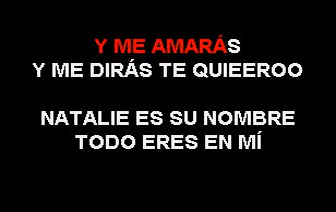 Y ME AMARÁS
Y ME DIRÁS TE QUIEEROO
NATALIE ES SU NOMBRE
TODO ERES EN MÍ